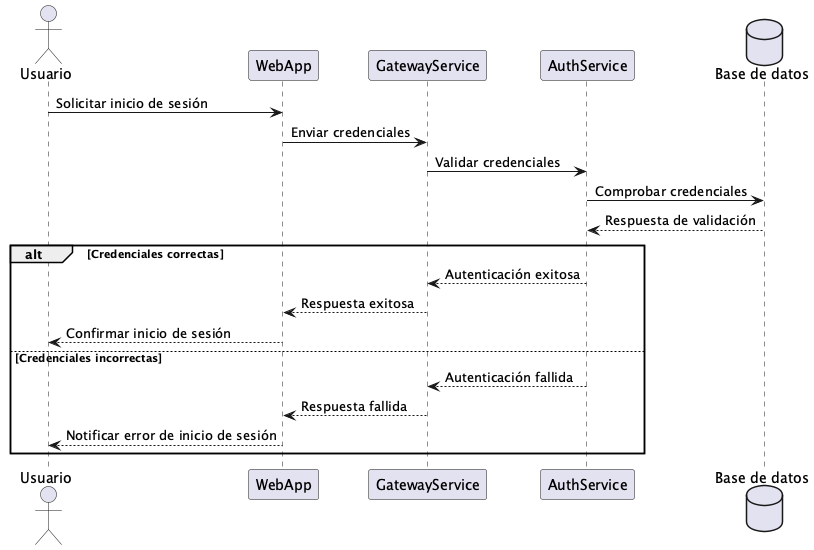 Usuario
WebApp
GatewayService
AuthService
Base de datos
Solicitar inicio de sesión
Enviar credenciales
Validar credenciales
Comprobar credenciales
Respuesta de validación
alt
[Credenciales correctas]
Autenticación exitosa
Respuesta exitosa
Confirmar inicio de sesión
[Credenciales incorrectas]
Autenticación fallida
Respuesta fallida
Notificar error de inicio de sesión
Usuario
WebApp
GatewayService
AuthService
Base de datos